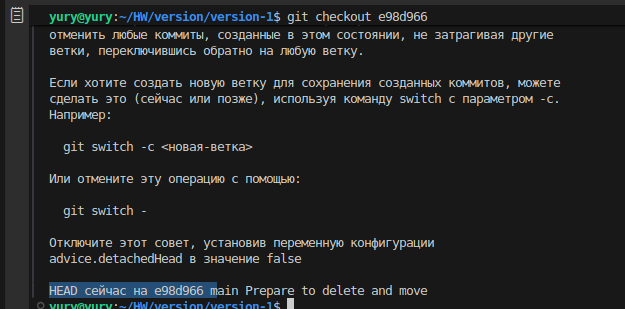 yury@yury:~/HW/version/version-1$ git checkout e98d966
отменить любые коммиты, созданные в этом состоянии, не затрагивая другие
ветки, переключившись обратно на любую ветку.
Если хотите создать новую ветку для сохранения созданных коммитов, можете
сделать это (сейчас или позже), используя команду switch с параметром -c.
Например:
git switch -c <новая-ветка>
Или отмените эту операцию с помощью:
git switch -
Отключите этот совет, установив переменную конфигурации
advice.detachedHead в значение false
HEAD сейчас на e98d966 main Prepare to delete and move
yury@yury:~/HW/version/version-1$